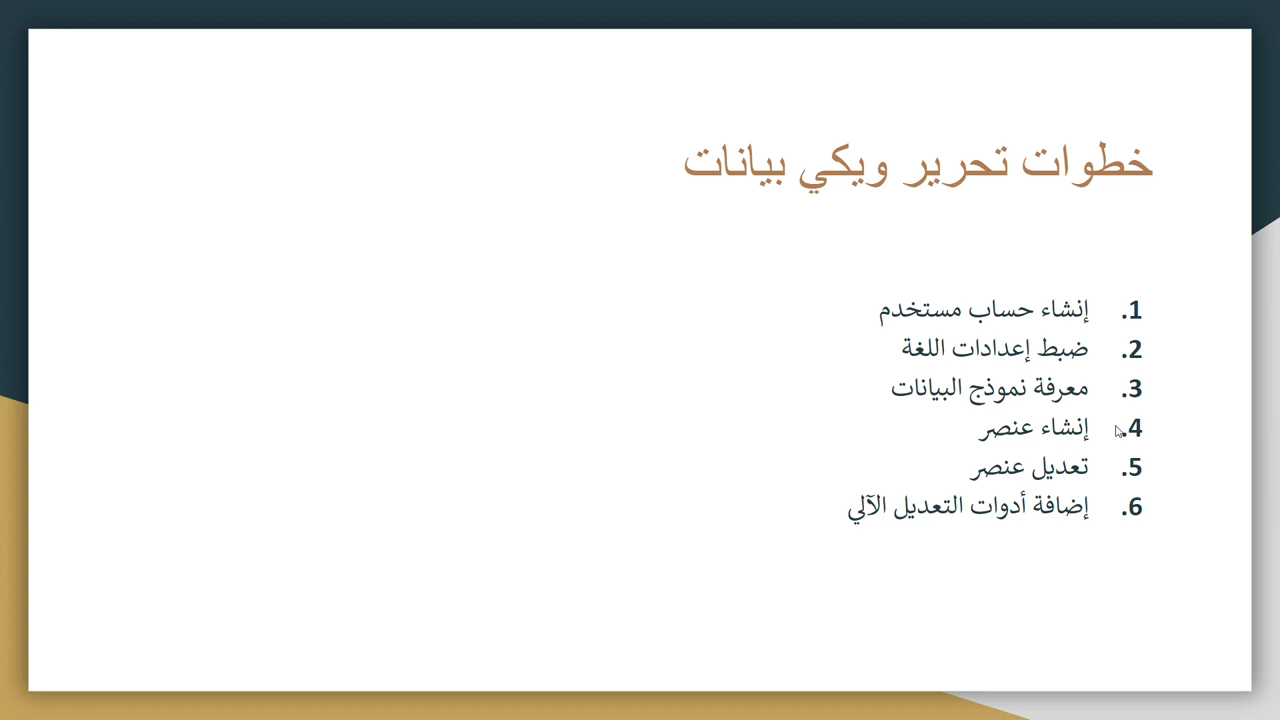 خطوات تحرير ويكي بيانات
1. إنشاء حساب مستخدم
2. ضبط إعدادات اللغة
3. معرفة نموذج البيانات
4. إنشاء عنصر
5. تعديل عنصر
6. إضافة أدوات التعديل الآلي